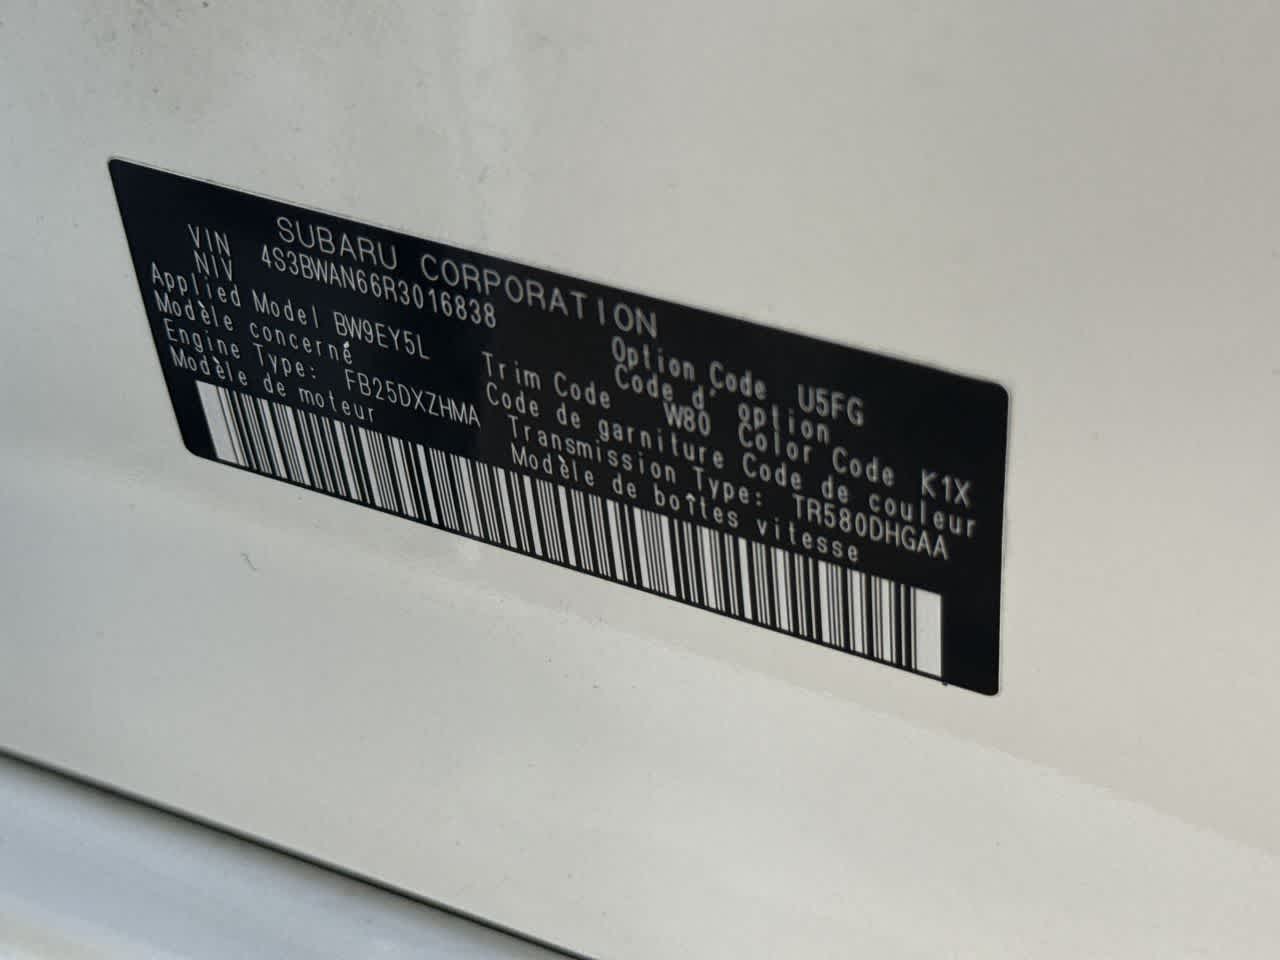 SUBARU CORPORATION
VIN 4S3BWAN66R3016838
NIV
Applied Model BW9EY5L
Modèle concerné
Engine Type: FB25DXZHMA
Modèle de moteur
Option Code U5FG
Code d'option
Trim Code W80 Color Code K1X
Code de garniture Code de couleur
Transmission Type: TR580DHGAA
Modèle de boîtes vitesse